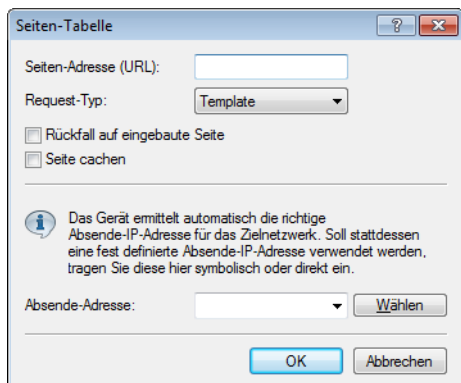 Seiten-Tabelle
Seiten-Adresse (URL):
Request-Typ: Template
Rückfall auf eingebaute Seite
Seite cachen
Das Gerät ermittelt automatisch die richtige
Absende-IP-Adresse für das Zielnetzwerk. Soll stattdessen
eine fest definierte Absende-IP-Adresse verwendet werden,
tragen Sie diese hier symbolisch oder direkt ein.
Absende-Adresse: Wählen
OK Abbrechen